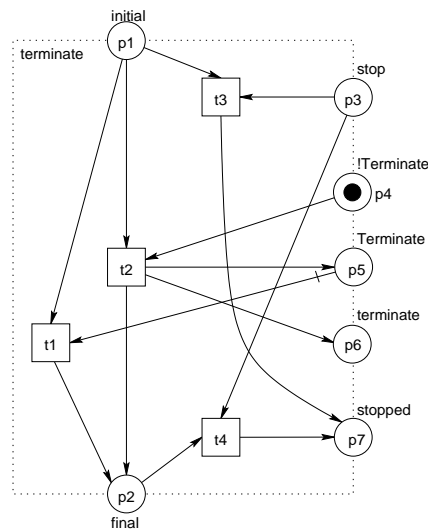 initial
p1
terminate
stop
t3
p3
!Terminate
p4
Terminate
t2
p5
terminate
t1
p6
stopped
t4
p7
p2
final